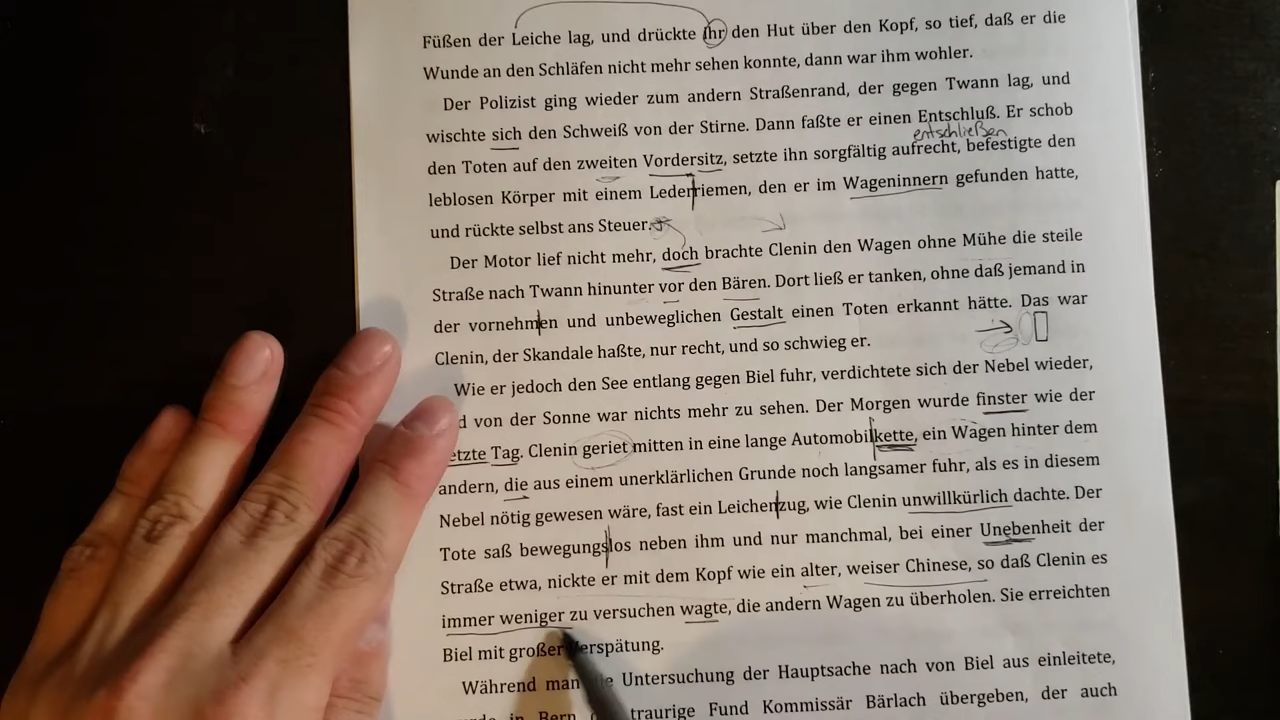 Füßen der Leiche lag, und drückte ihr den Hut über den Kopf, so tief, daß er die
Wunde an den Schläfen nicht mehr sehen konnte, dann war ihm wohler.
Der Polizist ging wieder zum andern Straßenrand, der gegen Twann lag, und
wischte sich den Schweiß von der Stirne. Dann faßte er einen Entschluß. Er schob
entschließen
den Toten auf den zweiten Vordersitz, setzte ihn sorgfältig aufrecht, befestigte den
leblosen Körper mit einem Lederriemen, den er im Wageninnern gefunden hatte,
und rückte selbst ans Steuer.
Der Motor lief nicht mehr, doch brachte Clenin den Wagen ohne Mühe die steile
Straße nach Twann hinunter vor den Bären. Dort ließ er tanken, ohne daß jemand in
der vornehmen und unbeweglichen Gestalt einen Toten erkannt hätte. Das war
Clenin, der Skandale haßte, nur recht, und so schwieg er.
Wie er jedoch den See entlang gegen Biel fuhr, verdichtete sich der Nebel wieder,
d von der Sonne war nichts mehr zu sehen. Der Morgen wurde finster wie der
etzte Tag. Clenin geriet mitten in eine lange Automobilkette, ein Wagen hinter dem
andern, die aus einem unerklärlichen Grunde noch langsamer fuhr, als es in diesem
Nebel nötig gewesen wäre, fast ein Leichenzug, wie Clenin unwillkürlich dachte. Der
Tote saß bewegungslos neben ihm und nur manchmal, bei einer Unebenheit der
Straße etwa, nickte er mit dem Kopf wie ein alter, weiser Chinese, so daß Clenin es
immer weniger zu versuchen wagte, die andern Wagen zu überholen. Sie erreichten
Biel mit großer Verspätung.
Während man die Untersuchung der Hauptsache nach von Biel aus einleitete,
in Bern traurige Fund Kommissär Bärlach übergeben, der auch